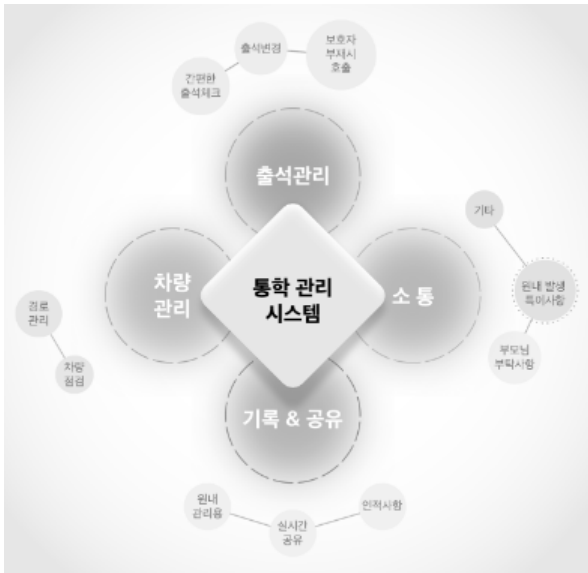 보호자
부재시
호출
출석변경
간편한
출석체크
출석관리
기타
차량
관리
통학 관리
시스템
소 통
원내 발생
특이사항
경로
관리
부모님
부탁사항
차량
점검
기록 & 공유
원내
관리용
인적사항
실시간
공유